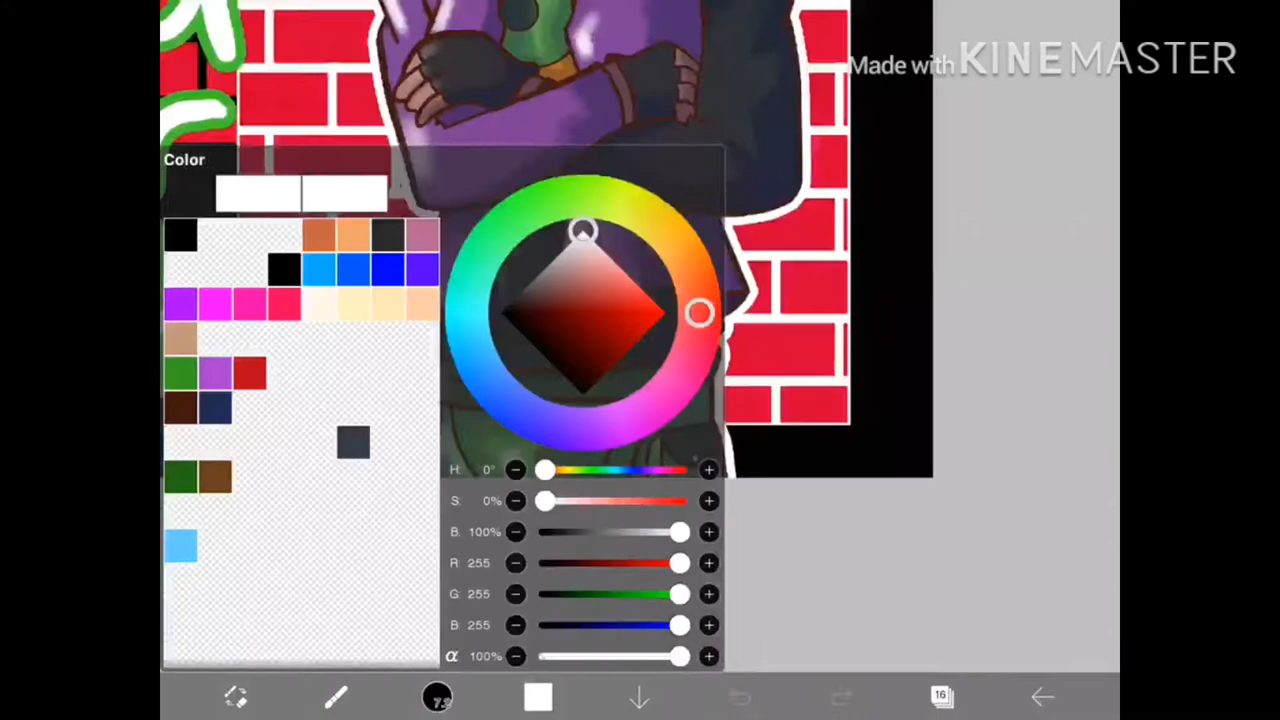 Made with KINEMASTER
Color
H: 0°
S: 0%
B: 100%
R: 255
G: 255
B: 255
α 100%
16